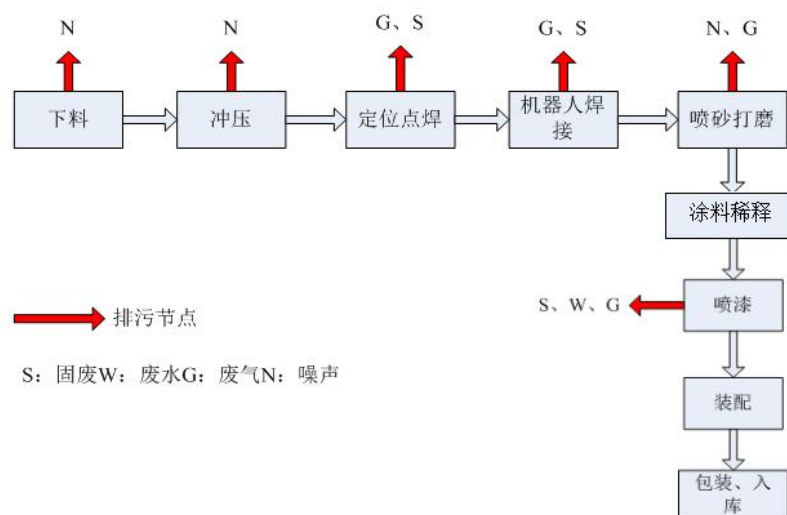 N
N
G、S
G、S
N、G
下料
冲压
定位点焊
机器人焊
接
喷砂打磨
涂料稀释
S、W、G
喷漆
排污节点
S：固废W：废水G：废气N：噪声
装配
包装、入
库